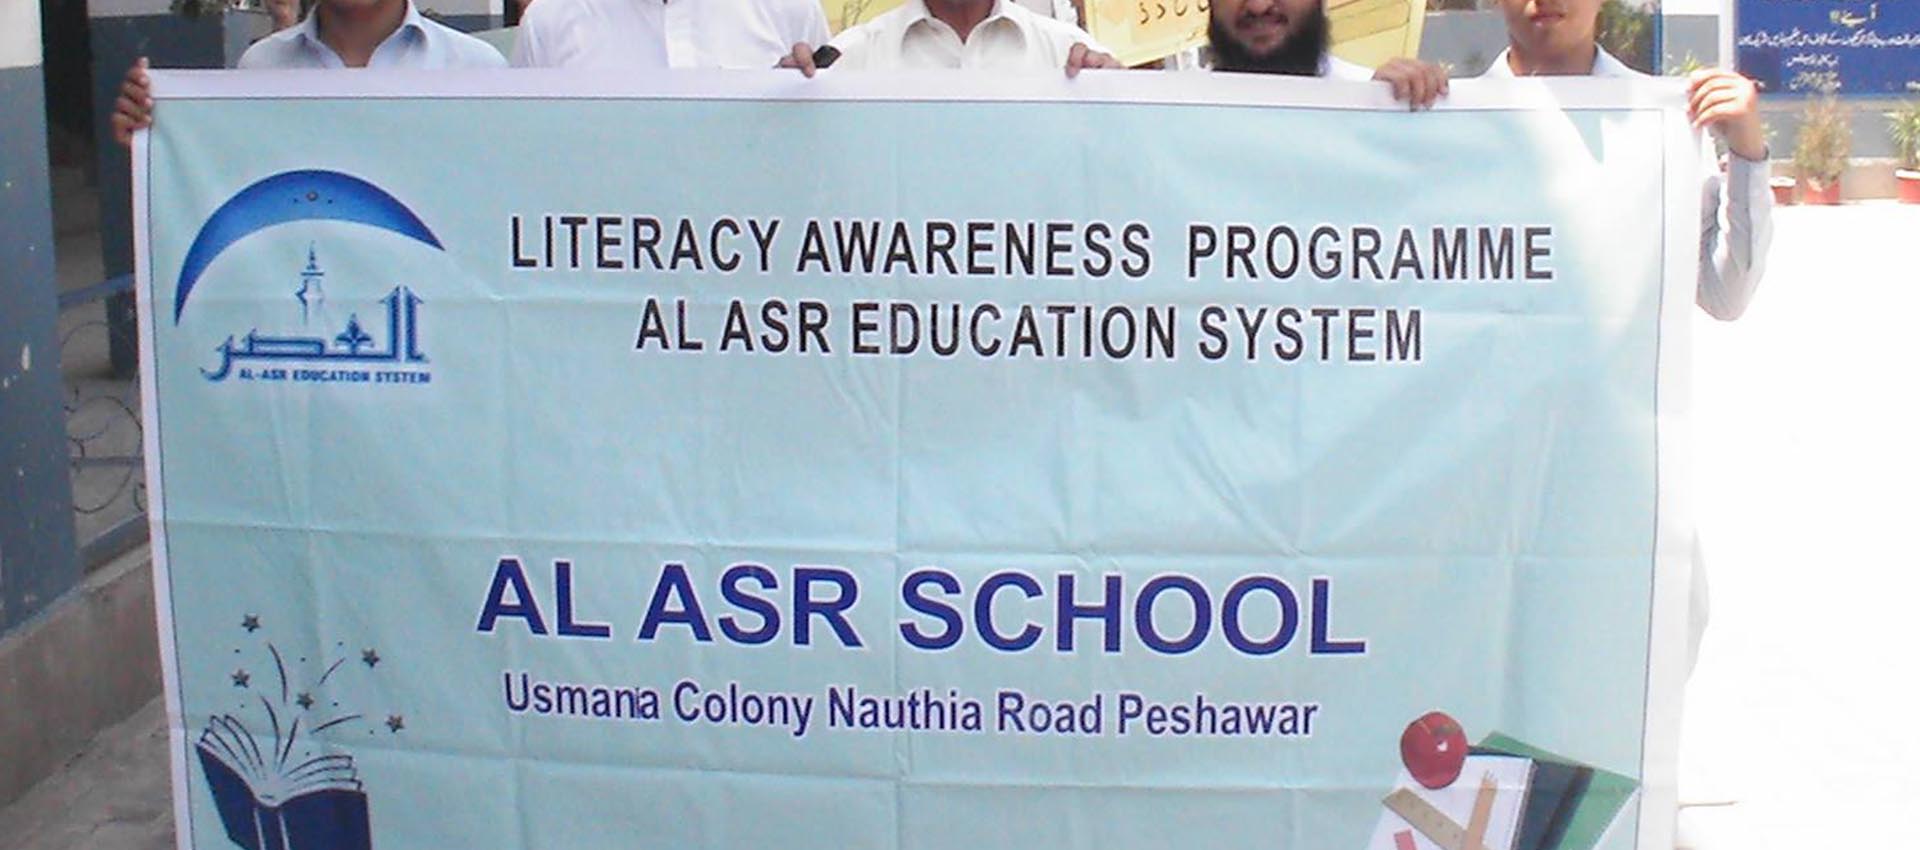 العصر
AL-ASR EDUCATION SYSTEM
LITERACY AWARENESS PROGRAMME
AL ASR EDUCATION SYSTEM
AL ASR SCHOOL
Usmania Colony Nauthia Road Peshawar